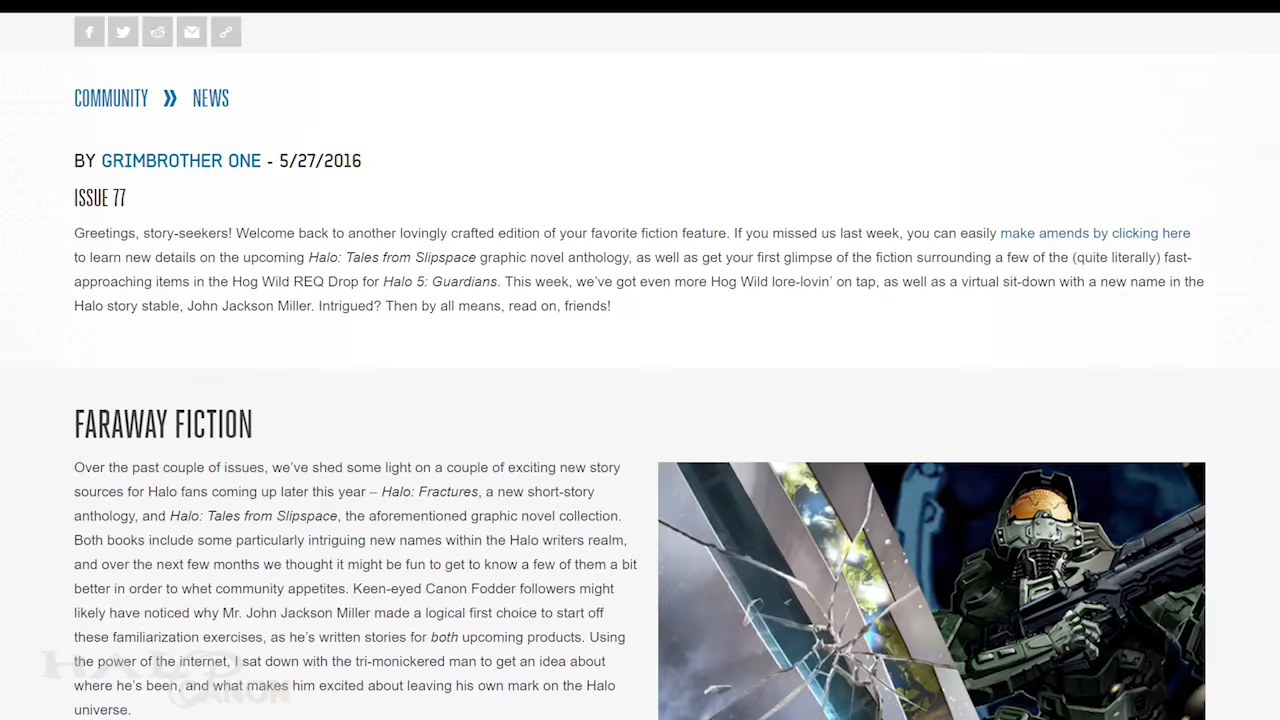 COMMUNITY » NEWS
BY GRIMBROTHER ONE - 5/27/2016
ISSUE 77
Greetings, story-seekers! Welcome back to another lovingly crafted edition of your favorite fiction feature. If you missed us last week, you can easily make amends by clicking here
to learn new details on the upcoming Halo: Tales from Slipspace graphic novel anthology, as well as get your first glimpse of the fiction surrounding a few of the (quite literally) fast-
approaching items in the Hog Wild REQ Drop for Halo 5: Guardians. This week, we've got even more Hog Wild lore-lovin' on tap, as well as a virtual sit-down with a new name in the
Halo story stable, John Jackson Miller. Intrigued? Then by all means, read on, friends!
FARAWAY FICTION
Over the past couple of issues, we've shed some light on a couple of exciting new story
sources for Halo fans coming up later this year – Halo: Fractures, a new short-story
anthology, and Halo: Tales from Slipspace, the aforementioned graphic novel collection.
Both books include some particularly intriguing new names within the Halo writers realm,
and over the next few months we thought it might be fun to get to know a few of them a bit
better in order to whet community appetites. Keen-eyed Canon Fodder followers might
likely have noticed why Mr. John Jackson Miller made a logical first choice to start off
these familiarization exercises, as he's written stories for both upcoming products. Using
the power of the internet, I sat down with the tri-monickered man to get an idea about
where he's been, and what makes him excited about leaving his own mark on the Halo
universe.
HALO
CANON